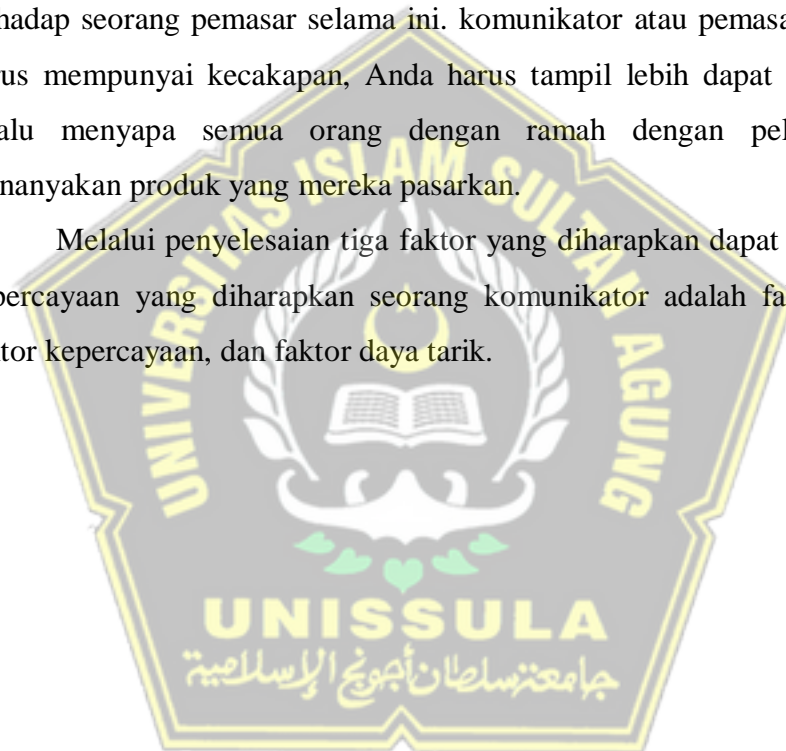 hadap seorang pemasar selama ini. komunikator atau pemasa
rus mempunyai kecakapan, Anda harus tampil lebih dapat
alu menyapa semua orang dengan ramah dengan pel
nanyakan produk yang mereka pasarkan.
Melalui penyelesaian tiga faktor yang diharapkan dapat
percayaan yang diharapkan seorang komunikator adalah fa
tor kepercayaan, dan faktor daya tarik.
UNIVERSITAS ISLAM SULTAN AGUNG
UNISSULA
جامعة سلطان أجونج الإسلامية